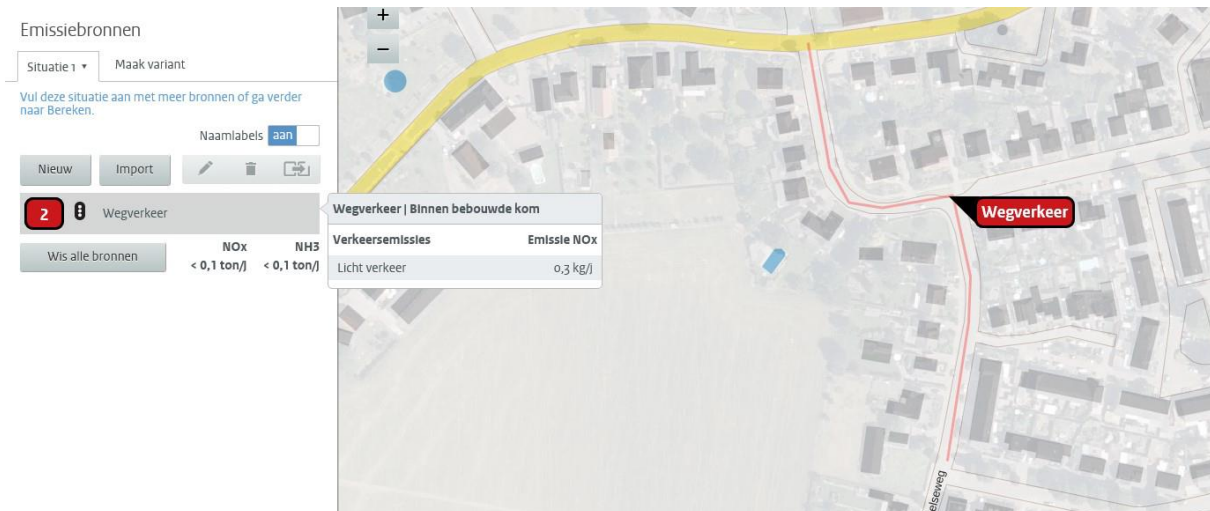 Emissiebronnen
Situatie 1 ▾ Maak variant
Vul deze situatie aan met meer bronnen of ga verder
naar Bereken.
Naamlabels aan
Nieuw Import
2 Wegverkeer
Wis alle bronnen
NOx NH3
< 0,1 ton/j < 0,1 ton/j
Wegverkeer | Binnen bebouwde kom
Verkeersemissies Emissie NOx
Licht verkeer 0,3 kg/j
+
−
Wegverkeer
elseweg